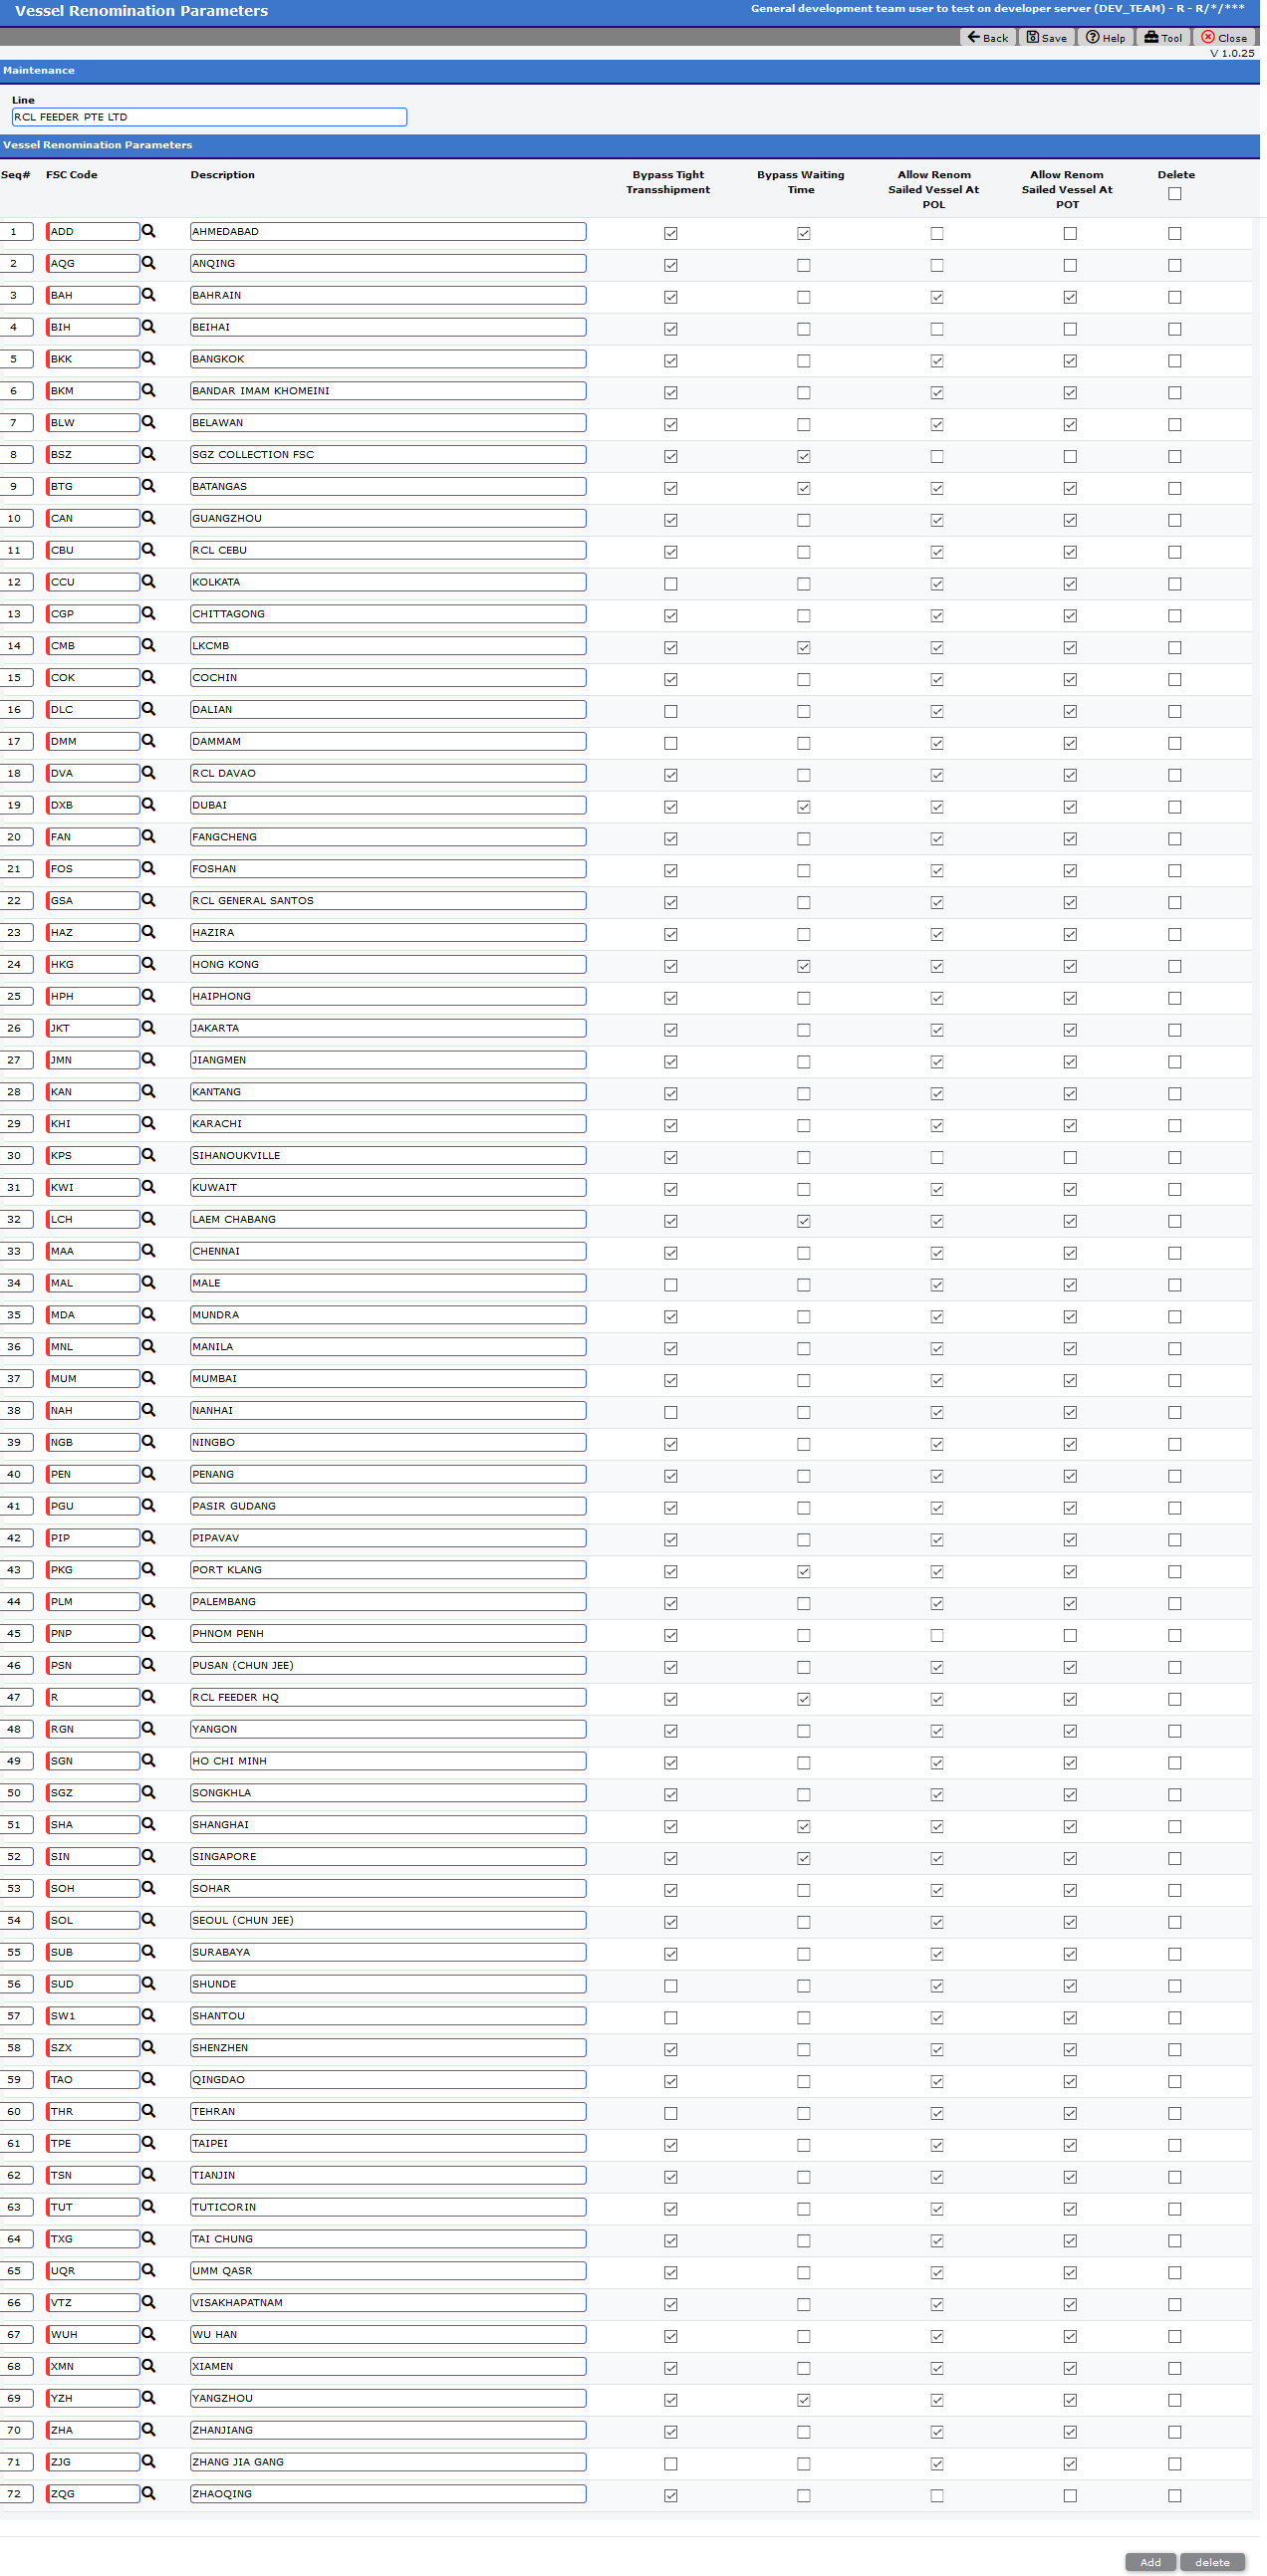 Vessel Renomination Parameters General development team user to test on developer server (DEV_TEAM) - R - R/*/***
Back Save Help Tool Close
V 1.0.25
Maintenance
Line
RCL FEEDER PTE LTD
Vessel Renomination Parameters
Seq# FSC Code Description Bypass Tight Transshipment Bypass Waiting Time Allow Renom Sailed Vessel At POL Allow Renom Sailed Vessel At POT Delete
1 ADD AHMEDABAD
2 AQG ANQING
3 BAH BAHRAIN
4 BIH BEIHAI
5 BKK BANGKOK
6 BKM BANDAR IMAM KHOMEINI
7 BLW BELAWAN
8 BSZ SGZ COLLECTION FSC
9 BTG BATANGAS
10 CAN GUANGZHOU
11 CBU RCL CEBU
12 CCU KOLKATA
13 CGP CHITTAGONG
14 CMB LKCMB
15 COK COCHIN
16 DLC DALIAN
17 DMM DAMMAM
18 DVA RCL DAVAO
19 DXB DUBAI
20 FAN FANGCHENG
21 FOS FOSHAN
22 GSA RCL GENERAL SANTOS
23 HAZ HAZIRA
24 HKG HONG KONG
25 HPH HAIPHONG
26 JKT JAKARTA
27 JMN JIANGMEN
28 KAN KANTANG
29 KHI KARACHI
30 KPS SIHANOUKVILLE
31 KWI KUWAIT
32 LCH LAEM CHABANG
33 MAA CHENNAI
34 MAL MALE
35 MDA MUNDRA
36 MNL MANILA
37 MUM MUMBAI
38 NAH NANHAI
39 NGB NINGBO
40 PEN PENANG
41 PGU PASIR GUDANG
42 PIP PIPAVAV
43 PKG PORT KLANG
44 PLM PALEMBANG
45 PNP PHNOM PENH
46 PSN PUSAN (CHUN JEE)
47 R RCL FEEDER HQ
48 RGN YANGON
49 SGN HO CHI MINH
50 SGZ SONGKHLA
51 SHA SHANGHAI
52 SIN SINGAPORE
53 SOH SOHAR
54 SOL SEOUL (CHUN JEE)
55 SUB SURABAYA
56 SUD SHUNDE
57 SW1 SHANTOU
58 SZX SHENZHEN
59 TAO QINGDAO
60 THR TEHRAN
61 TPE TAIPEI
62 TSN TIANJIN
63 TUT TUTICORIN
64 TXG TAI CHUNG
65 UQR UMM QASR
66 VTZ VISAKHAPATNAM
67 WUH WU HAN
68 XMN XIAMEN
69 YZH YANGZHOU
70 ZHA ZHANJIANG
71 ZJG ZHANG JIA GANG
72 ZQG ZHAOQING
Add delete